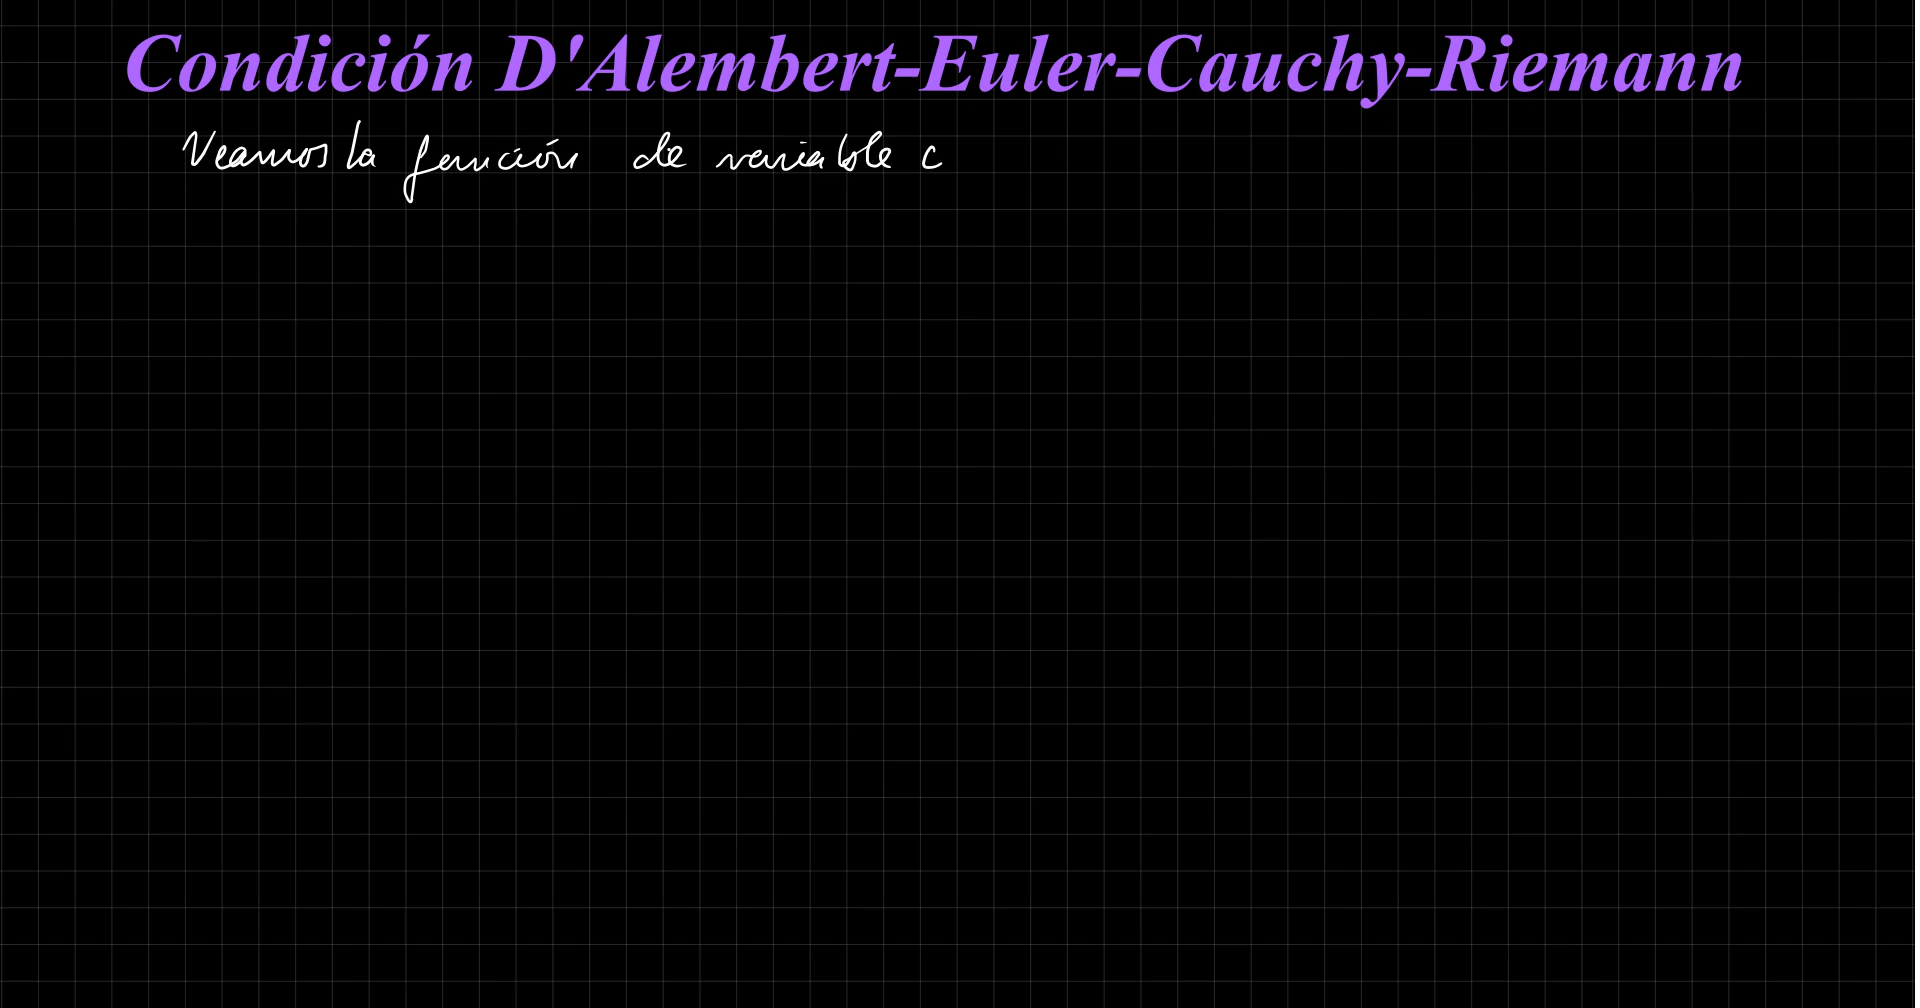 Condición D'Alembert-Euler-Cauchy-Riemann
Veamos la función de variable c